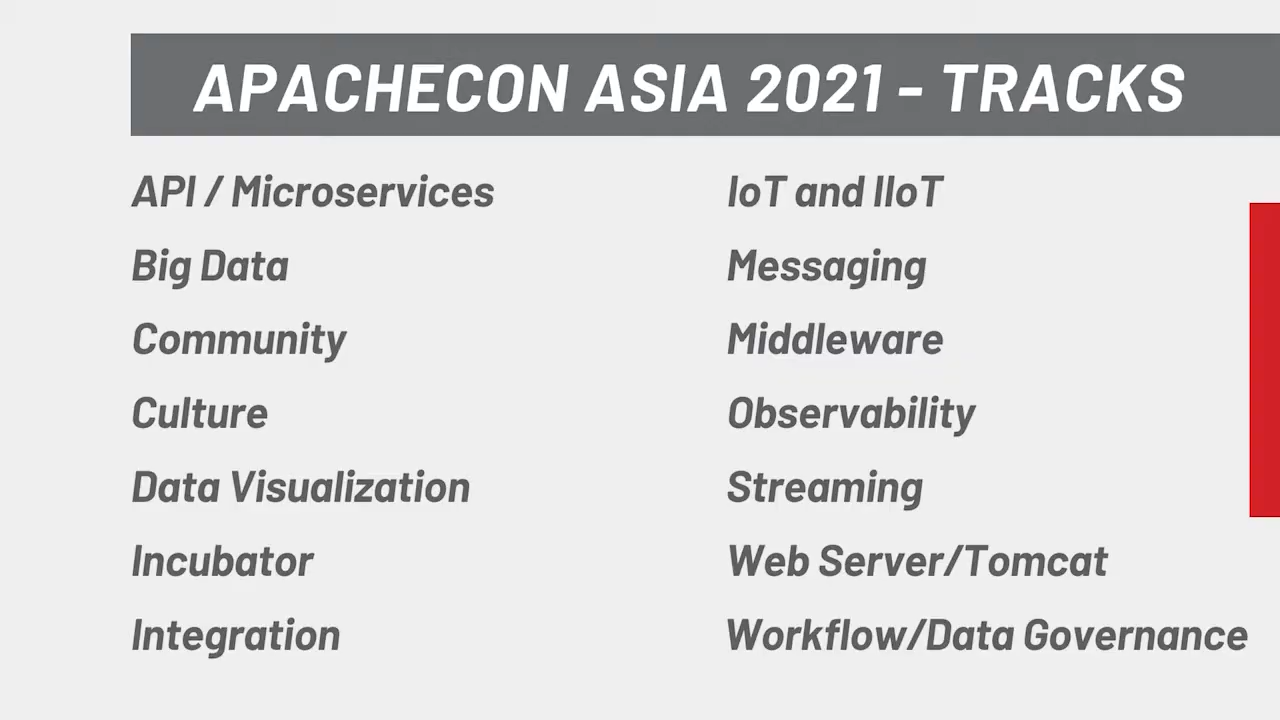 APACHECON ASIA 2021 - TRACKS
API / Microservices
Big Data
Community
Culture
Data Visualization
Incubator
Integration
IoT and IIoT
Messaging
Middleware
Observability
Streaming
Web Server/Tomcat
Workflow/Data Governance